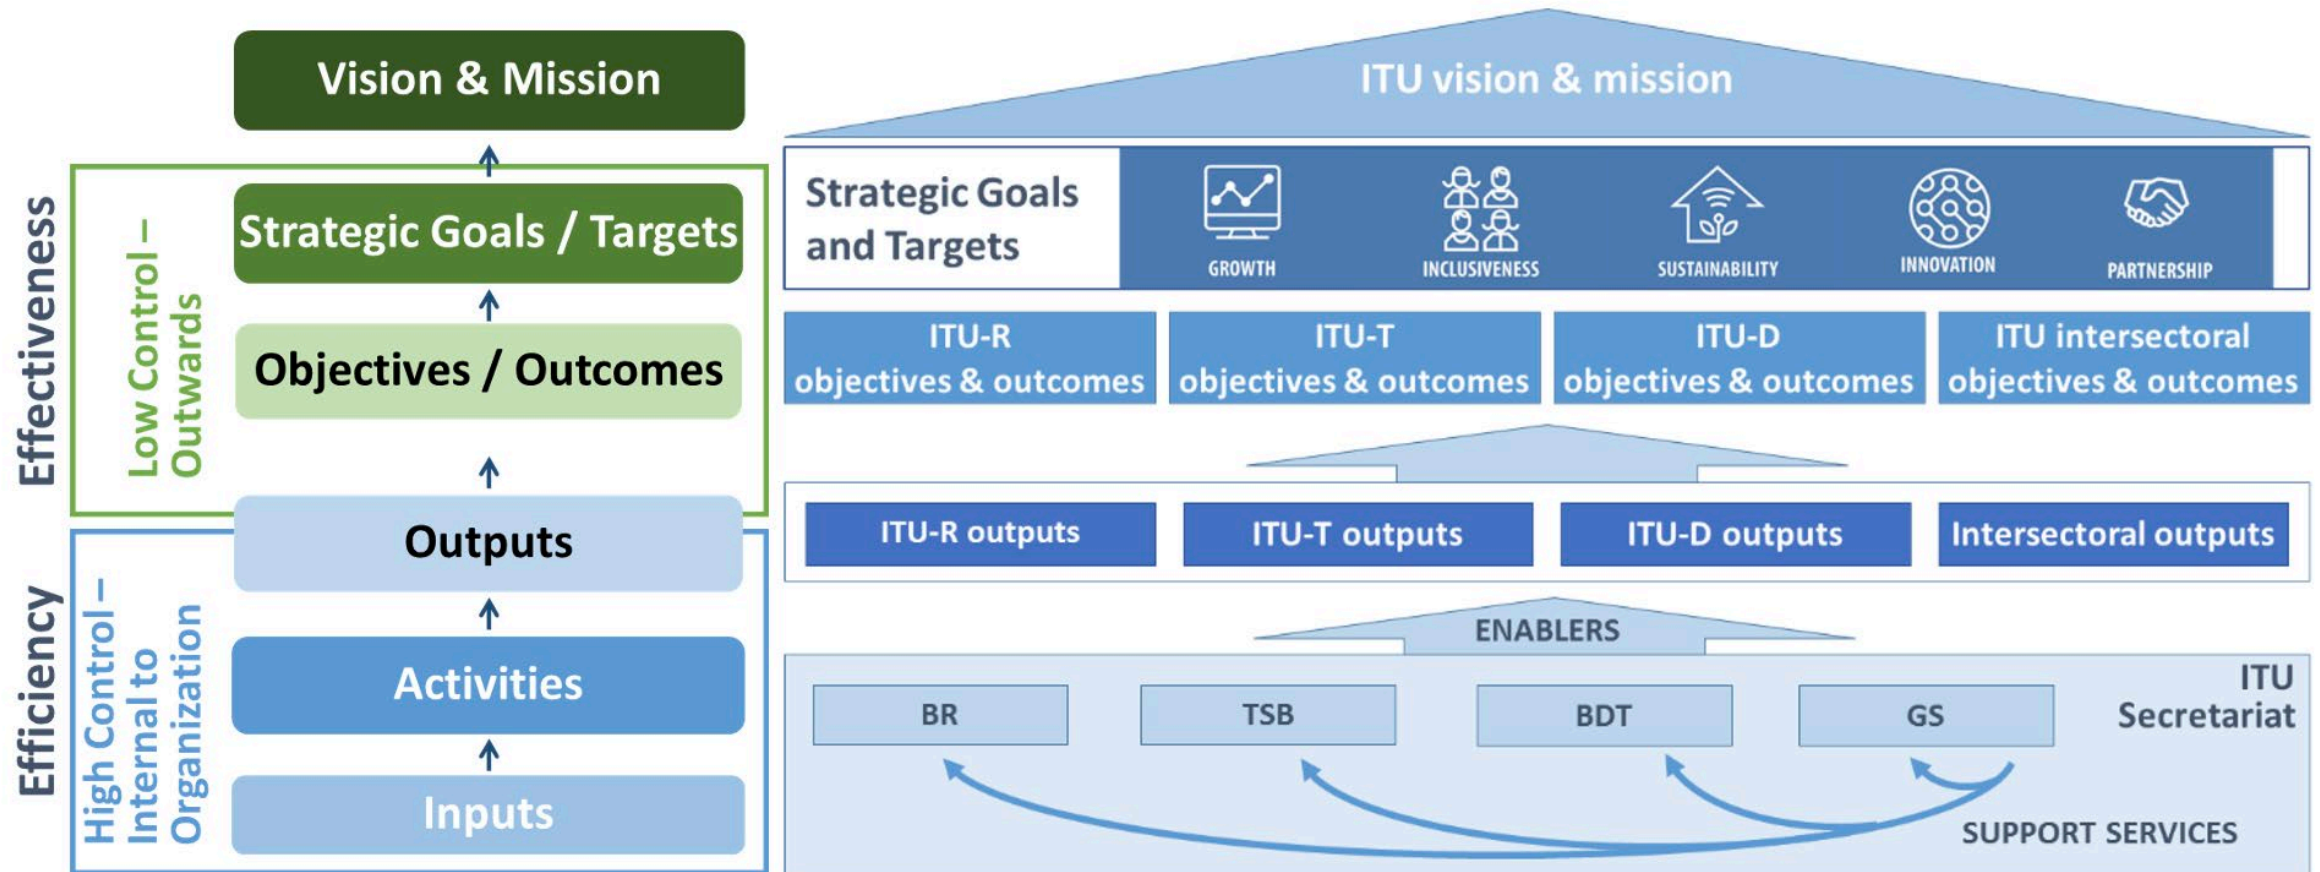 Vision & Mission
Effectiveness
Low Control –
Outwards
Strategic Goals / Targets
Objectives / Outcomes
Outputs
Efficiency
High Control –
Internal to
Organization
Activities
Inputs
ITU vision & mission
Strategic Goals
and Targets
GROWTH
INCLUSIVENESS
SUSTAINABILITY
INNOVATION
PARTNERSHIP
ITU-R
objectives & outcomes
ITU-T
objectives & outcomes
ITU-D
objectives & outcomes
ITU intersectoral
objectives & outcomes
ITU-R outputs
ITU-T outputs
ITU-D outputs
Intersectoral outputs
ENABLERS
BR
TSB
BDT
GS
ITU
Secretariat
SUPPORT SERVICES